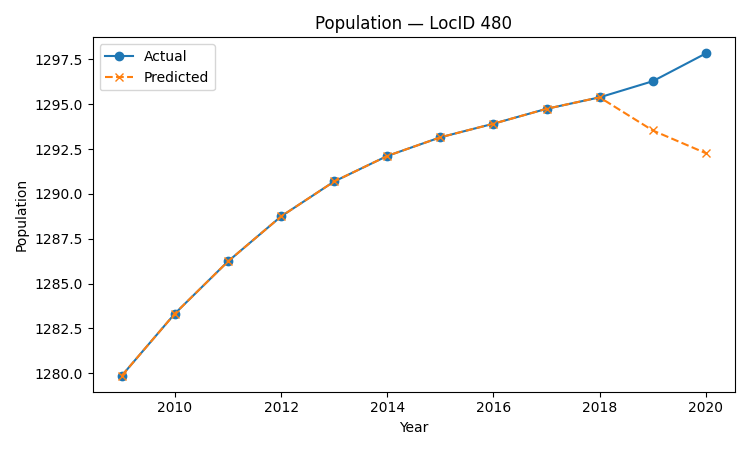 Population — LocID 480
Actual
Predicted
1297.5
1295.0
1292.5
1290.0
1287.5
1285.0
1282.5
1280.0
Population
2010 2012 2014 2016 2018 2020
Year